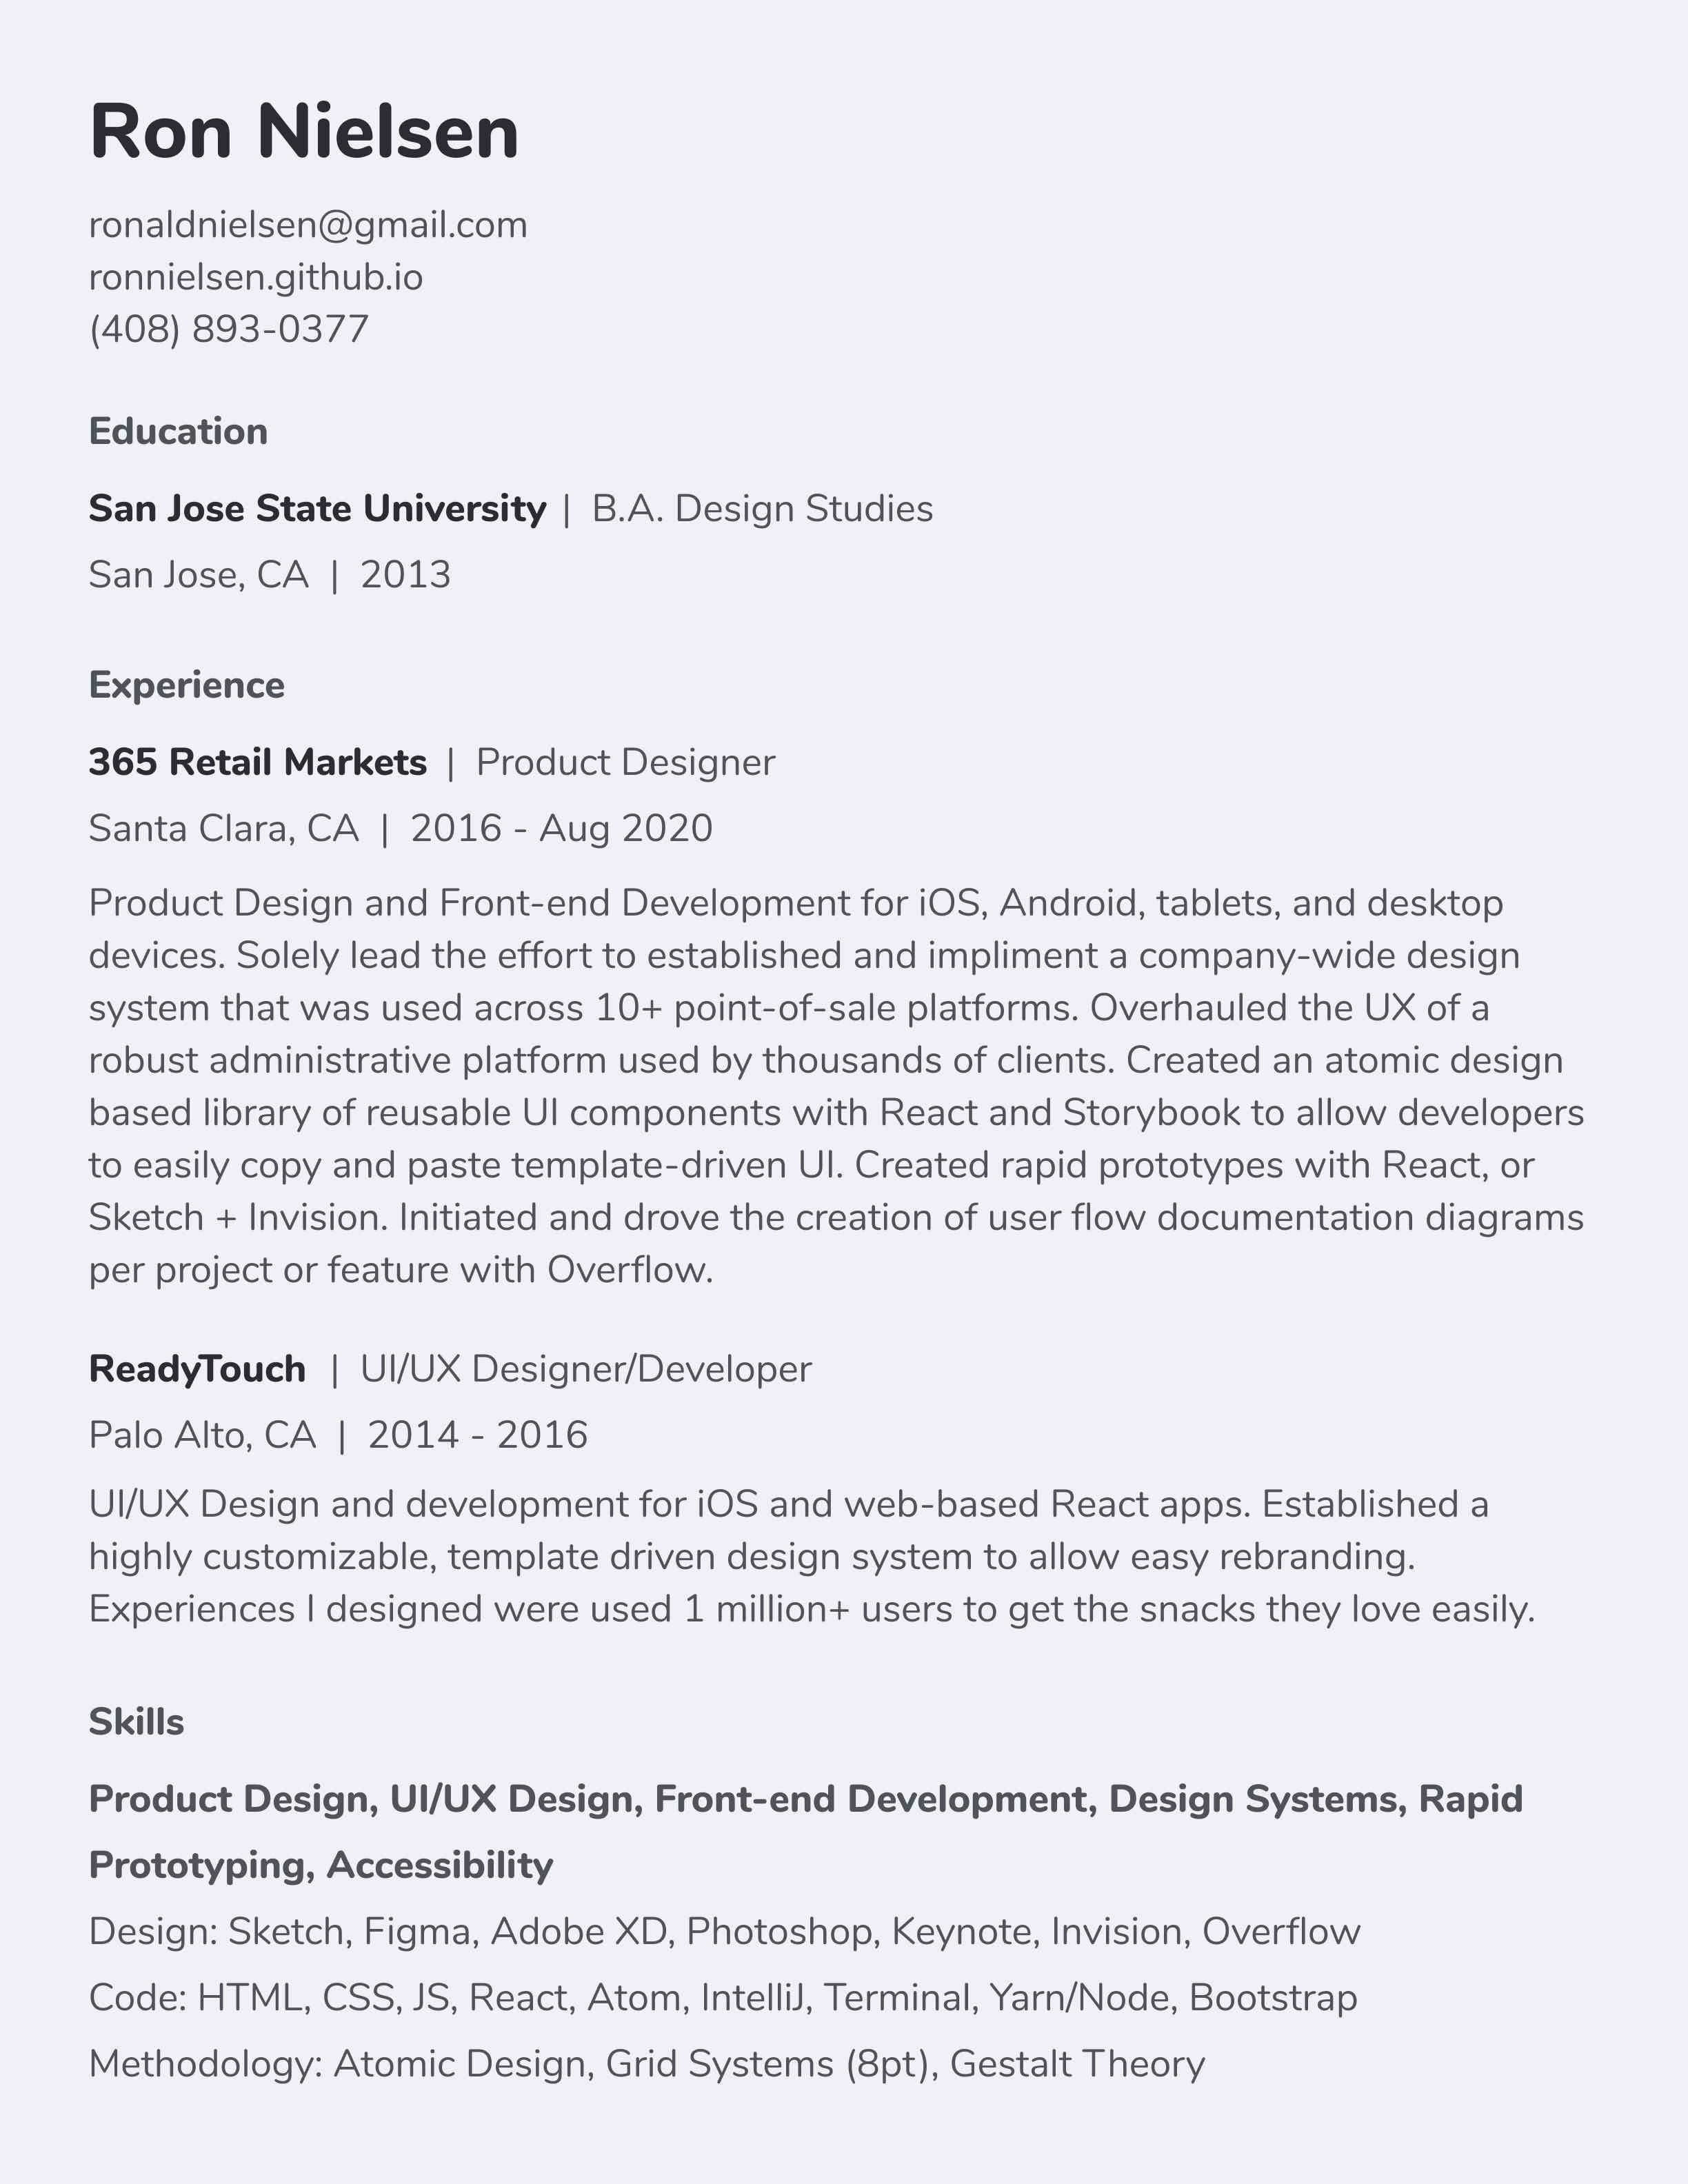 Ron Nielsen
ronaldnielsen@gmail.com
ronnielsen.github.io
(408) 893-0377
Education
San Jose State University | B.A. Design Studies
San Jose, CA | 2013
Experience
365 Retail Markets | Product Designer
Santa Clara, CA | 2016 - Aug 2020
Product Design and Front-end Development for iOS, Android, tablets, and desktop
devices. Solely lead the effort to established and impliment a company-wide design
system that was used across 10+ point-of-sale platforms. Overhauled the UX of a
robust administrative platform used by thousands of clients. Created an atomic design
based library of reusable UI components with React and Storybook to allow developers
to easily copy and paste template-driven UI. Created rapid prototypes with React, or
Sketch + Invision. Initiated and drove the creation of user flow documentation diagrams
per project or feature with Overflow.
ReadyTouch | UI/UX Designer/Developer
Palo Alto, CA | 2014 - 2016
UI/UX Design and development for iOS and web-based React apps. Established a
highly customizable, template driven design system to allow easy rebranding.
Experiences I designed were used 1 million+ users to get the snacks they love easily.
Skills
Product Design, UI/UX Design, Front-end Development, Design Systems, Rapid
Prototyping, Accessibility
Design: Sketch, Figma, Adobe XD, Photoshop, Keynote, Invision, Overflow
Code: HTML, CSS, JS, React, Atom, IntelliJ, Terminal, Yarn/Node, Bootstrap
Methodology: Atomic Design, Grid Systems (8pt), Gestalt Theory